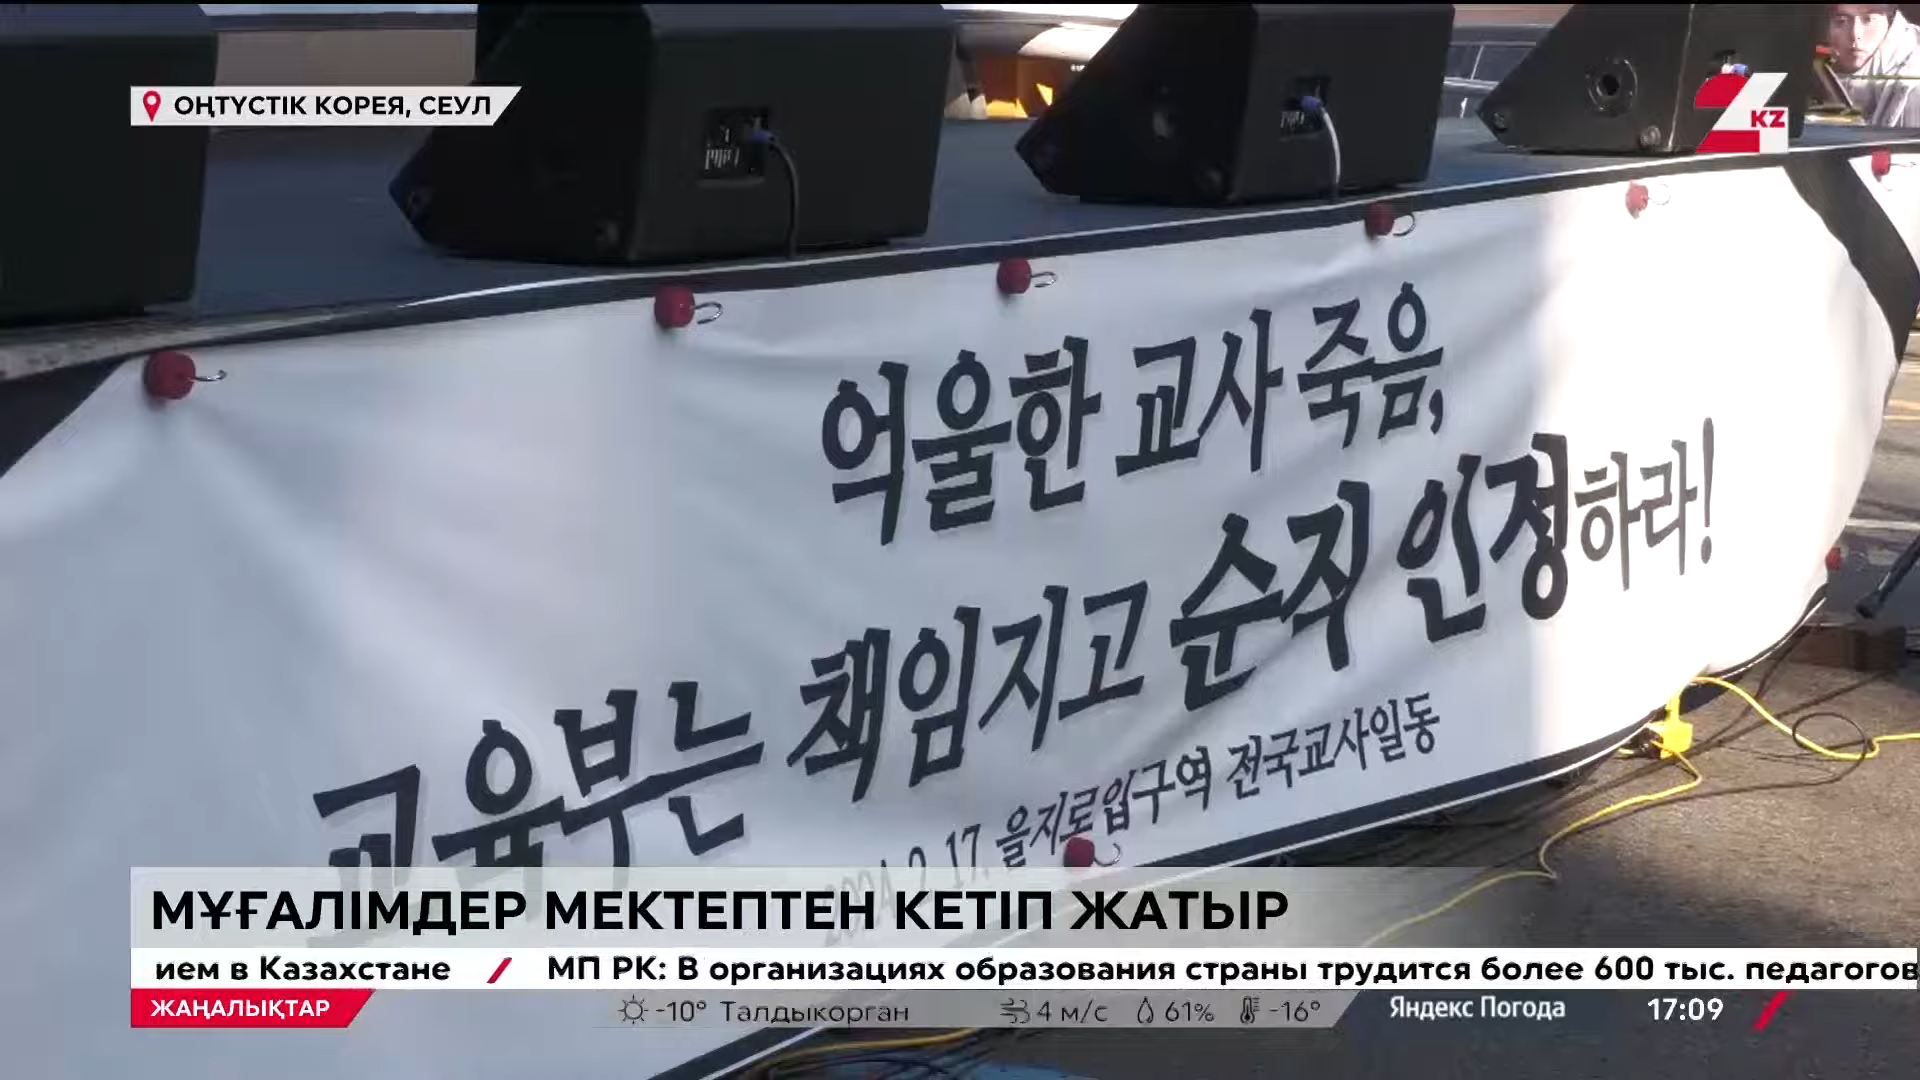 ОҢТҮСТІК КОРЕЯ, СЕУЛ
KZ
억울한 교사 죽음,
교육부는 책임지고 순직 인정하라!
2024. 2. 17. 을지로입구역 전국교사일동
МҰҒАЛІМДЕР МЕКТЕПТЕН КЕТІП ЖАТЫР
ием в Казахстане / МП РК: В организациях образования страны трудится более 600 тыс. педагогов
ЖАҢАЛЫҚТАР -10° Талдыкорган 4 м/с 61% -16° Яндекс Погода 17:09